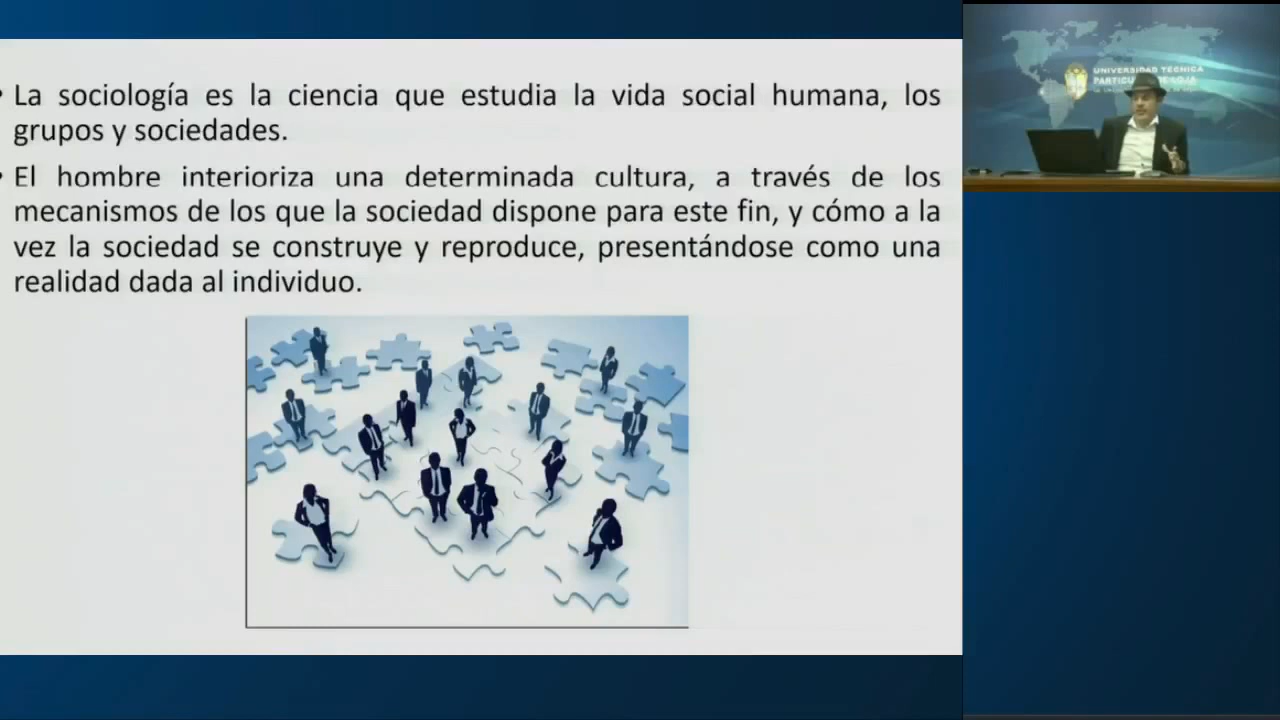 • La sociología es la ciencia que estudia la vida social humana, los
grupos y sociedades.
• El hombre interioriza una determinada cultura, a través de los
mecanismos de los que la sociedad dispone para este fin, y cómo a la
vez la sociedad se construye y reproduce, presentándose como una
realidad dada al individuo.
UNIVERSIDAD TÉCNICA